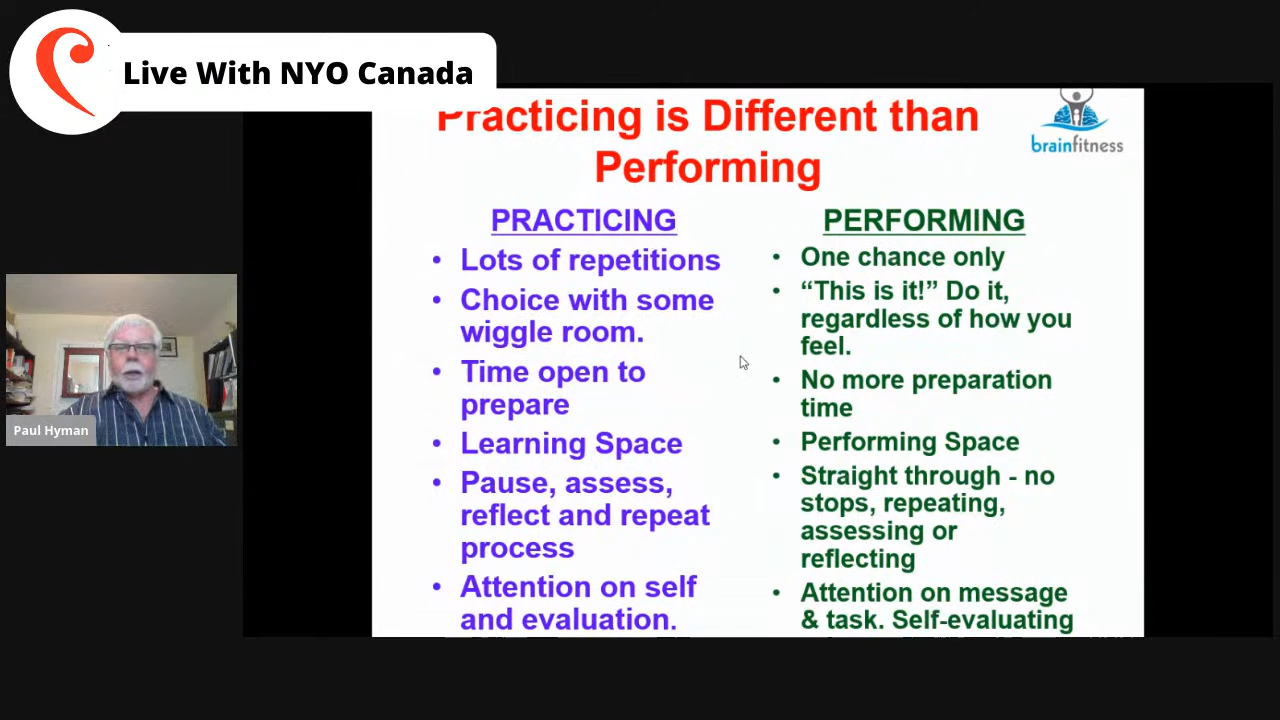 Live With NYO Canada
Practicing is Different than
Performing
brainfitness
PRACTICING
• Lots of repetitions
• Choice with some
wiggle room.
• Time open to
prepare
• Learning Space
• Pause, assess,
reflect and repeat
process
• Attention on self
and evaluation.
PERFORMING
• One chance only
• “This is it!” Do it,
regardless of how you
feel.
• No more preparation
time
• Performing Space
• Straight through - no
stops, repeating,
assessing or
reflecting
• Attention on message
& task. Self-evaluating
Paul Hyman